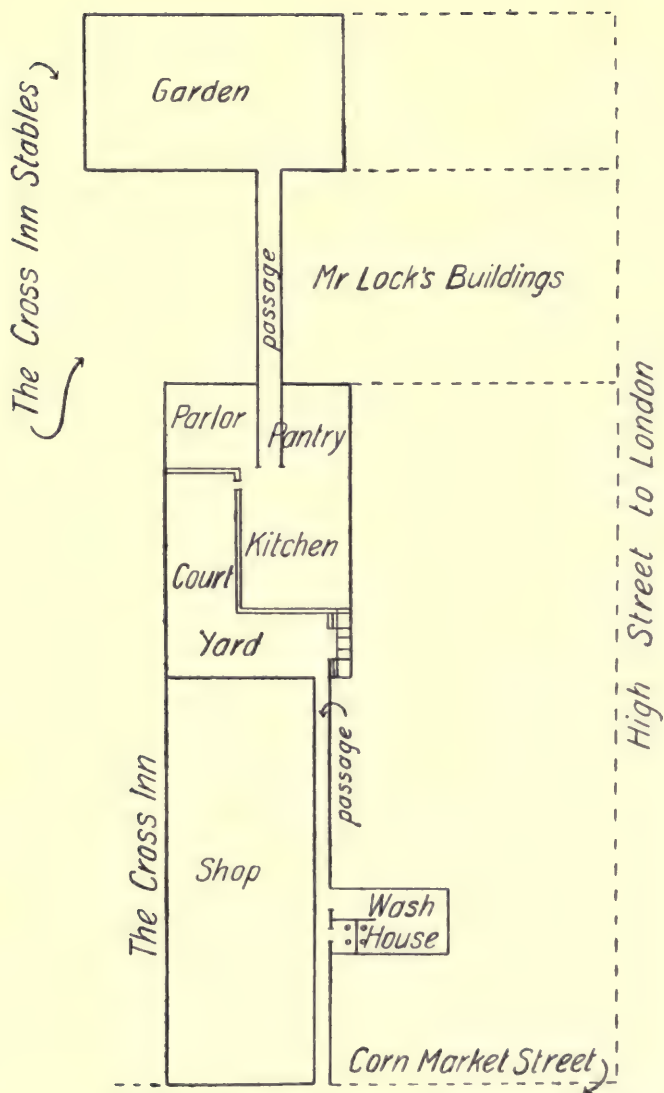 The Cross Inn Stables
Garden
passage
Mr Lock's Buildings
Parlor
Pantry
Kitchen
Court
Yard
High Street to London
passage
The Cross Inn
Shop
Wash
House
Corn Market Street